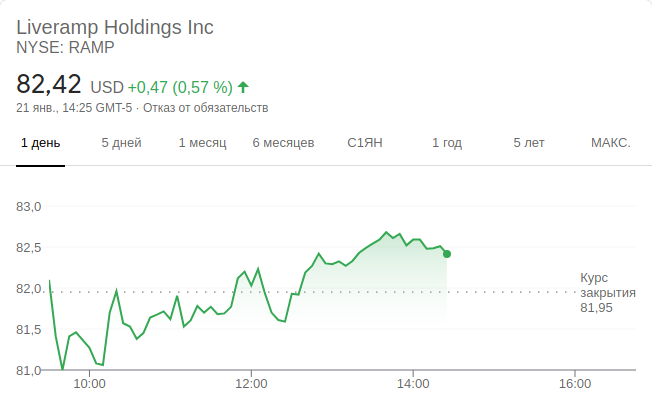 Liveramp Holdings Inc
NYSE: RAMP
82,42 USD +0,47 (0,57 %)
21 янв., 14:25 GMT-5 · Отказ от обязательств
1 день 5 дней 1 месяц 6 месяцев С1ЯН 1 год 5 лет МАКС.
83,0
82,5
82,0
81,5
81,0
Курс
закрытия
81,95
10:00 12:00 14:00 16:00